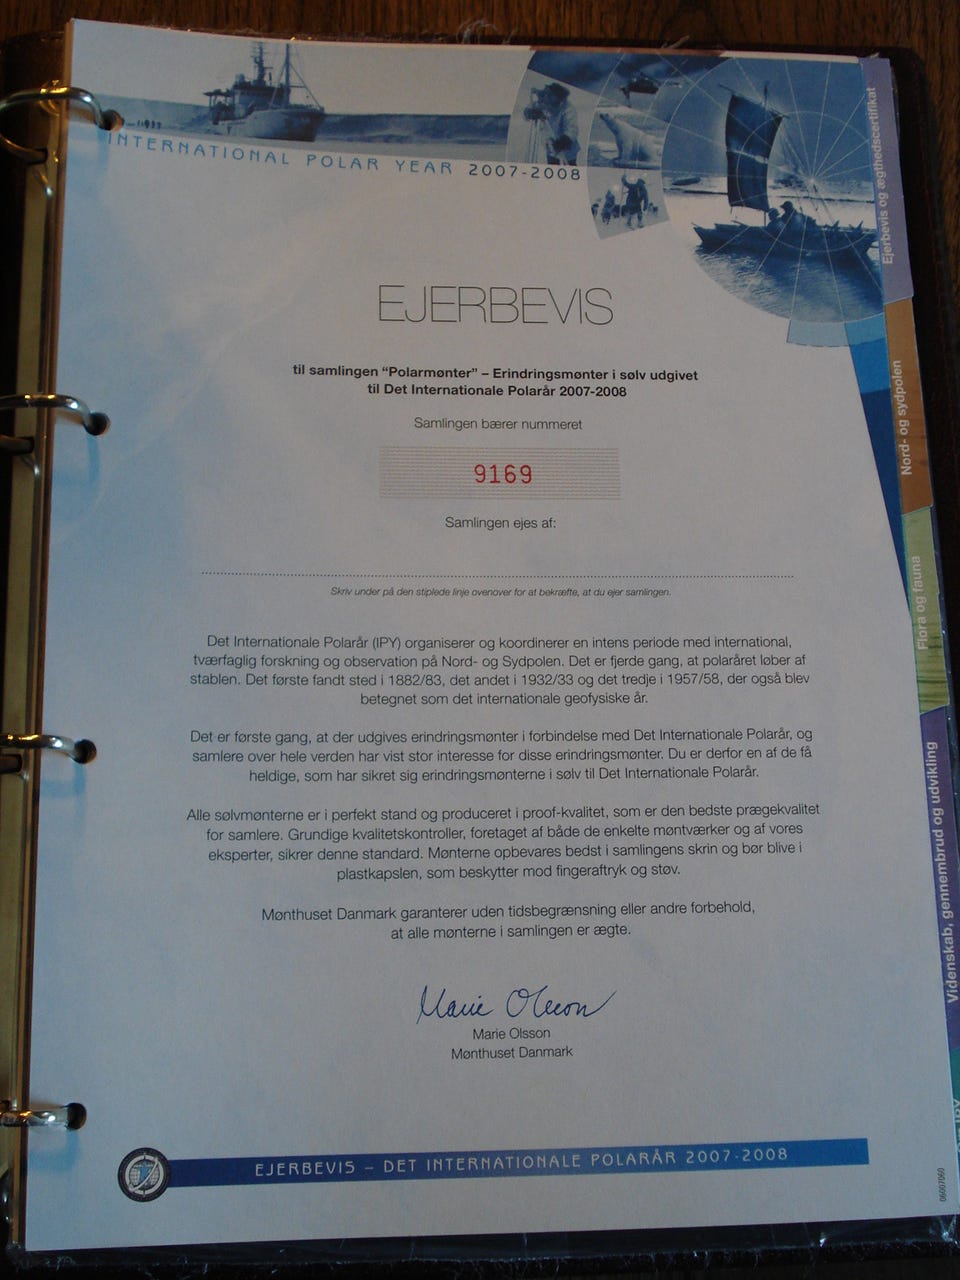 INTERNATIONAL POLAR YEAR 2007-2008
EJERBEVIS
til samlingen “Polarmønter” – Erindringsmønter i sølv udgivet
til Det Internationale Polarår 2007-2008
Samlingen bærer nummeret
9169
Samlingen ejes af:
Skriv under på den stiplede linje ovenover for at bekræfte, at du ejer samlingen.
Det Internationale Polarår (IPY) organiserer og koordinerer en intens periode med international,
tværfaglig forskning og observation på Nord- og Sydpolen. Det er fjerde gang, at polaråret løber af
stablen. Det første fandt sted i 1882/83, det andet i 1932/33 og det tredje i 1957/58, der også blev
betegnet som det internationale geofysiske år.
Det er første gang, at der udgives erindringsmønter i forbindelse med Det Internationale Polarår, og
samlere over hele verden har vist stor interesse for disse erindringsmønter. Du er derfor en af de få
heldige, som har sikret sig erindringsmønterne i sølv til Det Internationale Polarår.
Alle sølvmønterne er i perfekt stand og produceret i proof-kvalitet, som er den bedste prægekvalitet
for samlere. Grundige kvalitetskontroller, foretaget af både de enkelte møntværker og af vores
eksperter, sikrer denne standard. Mønterne opbevares bedst i samlingens skrin og bør blive i
plastkapslen, som beskytter mod fingeraftryk og støv.
Mønthuset Danmark garanterer uden tidsbegrænsning eller andre forbehold,
at alle mønterne i samlingen er ægte.
Marie Olsson
Marie Olsson
Mønthuset Danmark
EJERBEVIS – DET INTERNATIONALE POLARÅR 2007-2008
06007060
Ejerbevis og ægthedscertifikat
Nord- og sydpolen
Flora og fauna
Videnskab, gennembrud og udvikling
IPY